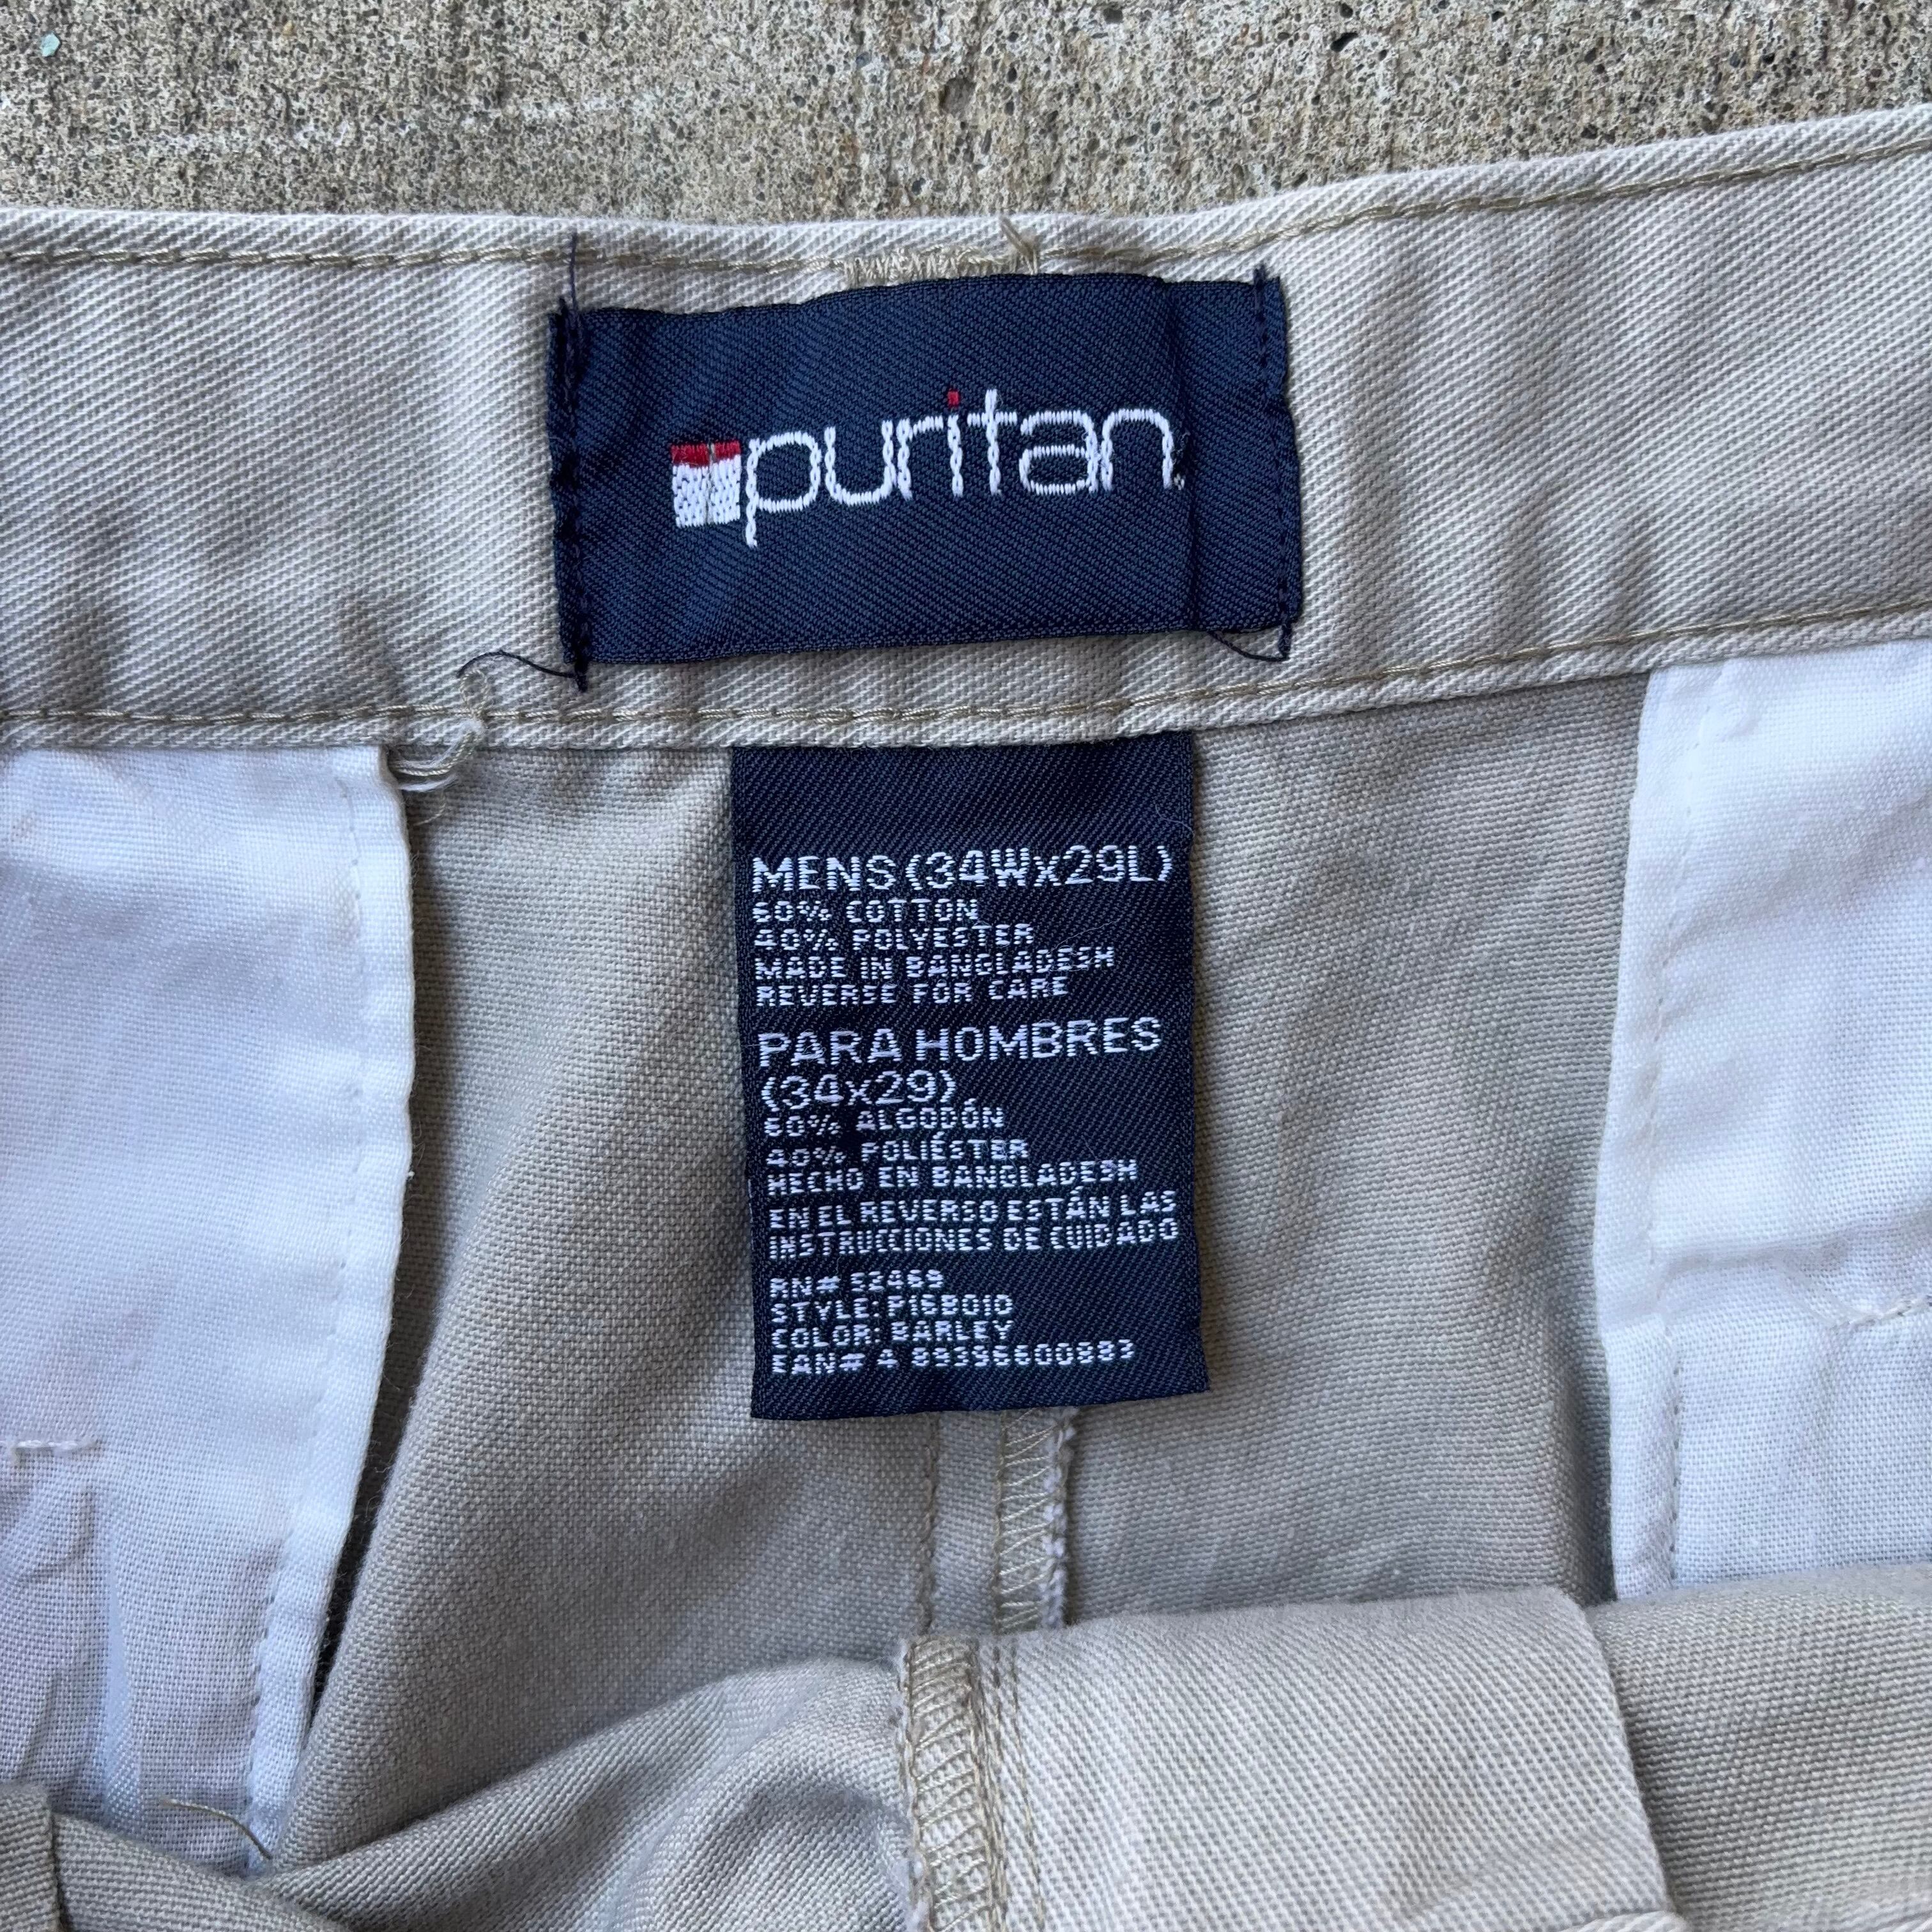 puritan.
MENS (34Wx29L)
60% COTTON
40% POLYESTER
MADE IN BANGLADESH
REVERSE FOR CARE
PARA HOMBRES
(34x29)
60% ALGODÓN
40% POLIÉSTER
HECHO EN BANGLADESH
EN EL REVERSO ESTÁN LAS
INSTRUCCIONES DE CUIDADO
RN# 52469
STYLE: P16B010
COLOR: BARLEY
EAN# 4